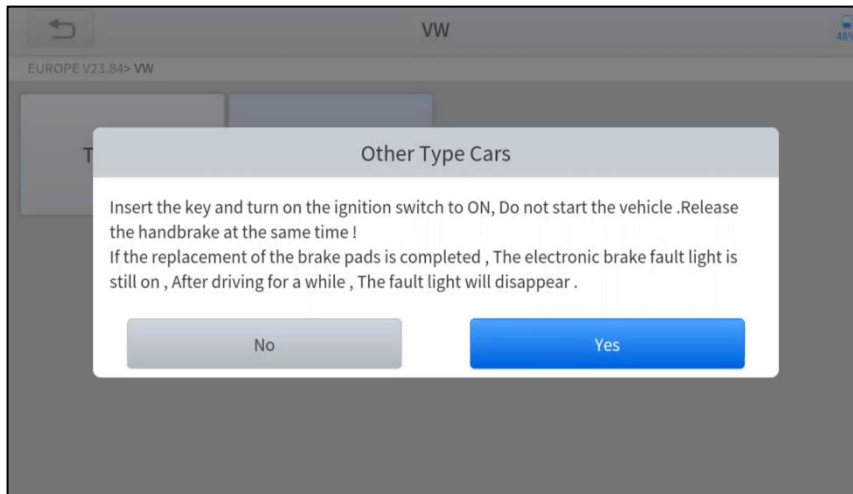 VW
48%
EUROPE V23.84> VW
T
Other Type Cars
Insert the key and turn on the ignition switch to ON, Do not start the vehicle .Release
the handbrake at the same time !
If the replacement of the brake pads is completed , The electronic brake fault light is
still on , After driving for a while , The fault light will disappear .
No
Yes